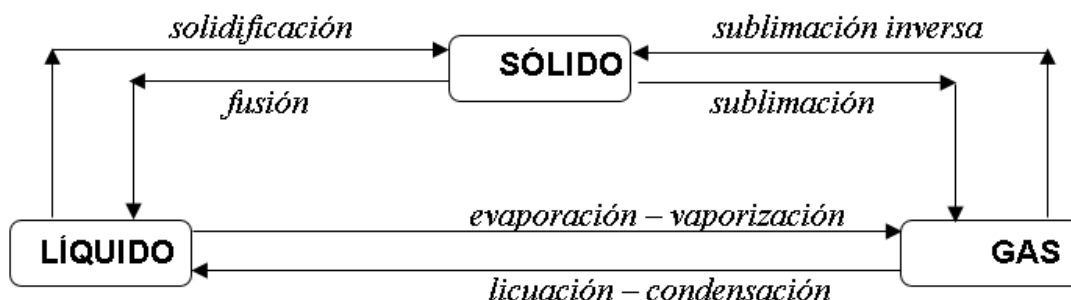 solidificación
sublimación inversa
SÓLIDO
fusión
sublimación
evaporación – vaporización
LÍQUIDO
GAS
licuación – condensación